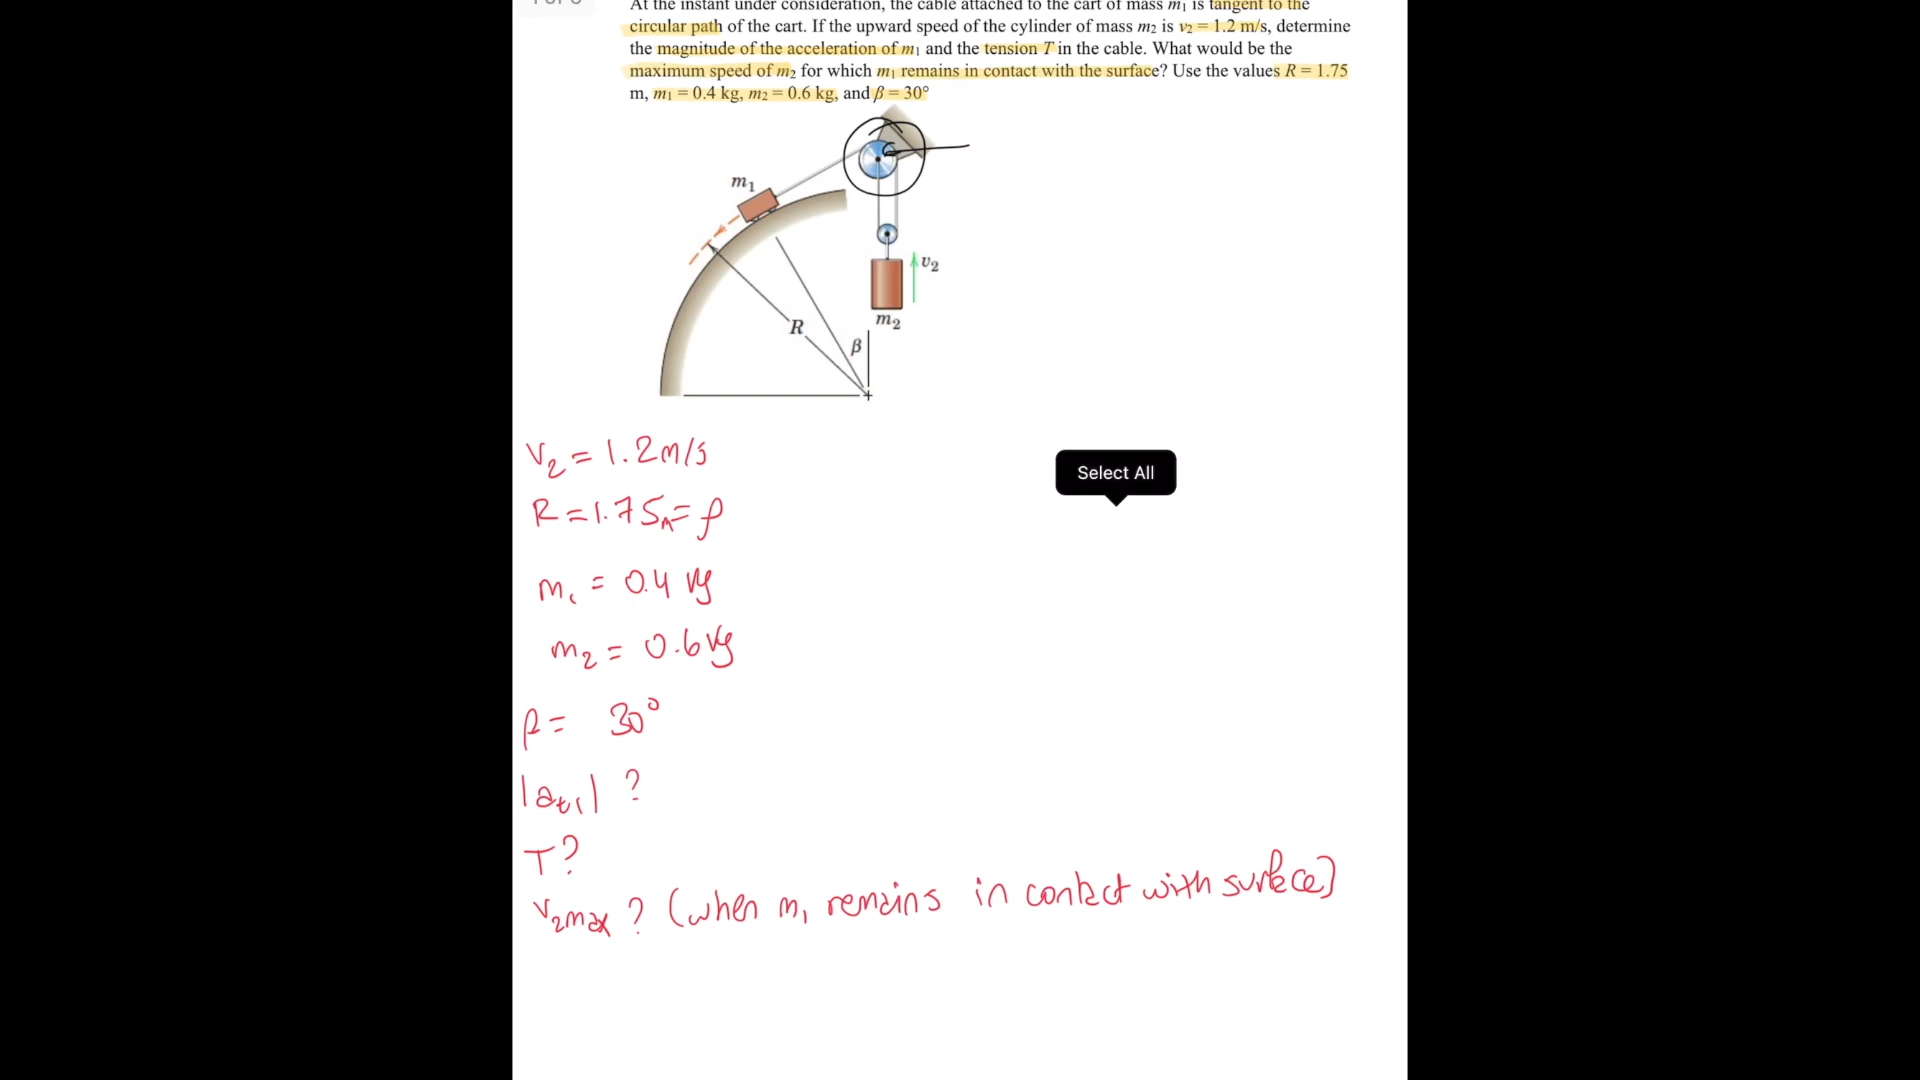 At the instant under consideration, the cable attached to the cart of mass m₁ is tangent to the
circular path of the cart. If the upward speed of the cylinder of mass m₂ is v₂ = 1.2 m/s, determine
the magnitude of the acceleration of m₁ and the tension T in the cable. What would be the
maximum speed of m₂ for which m₁ remains in contact with the surface? Use the values R = 1.75
m, m₁ = 0.4 kg, m₂ = 0.6 kg, and β = 30°
m₁
v₂
m₂
R
β
v₂ = 1.2 m/s
Select All
R = 1.75m = ρ
m₁ = 0.4 kg
m₂ = 0.6 kg
β = 30°
|at1| ?
T?
v₂max ? (when m₁ remains in contact with surface)